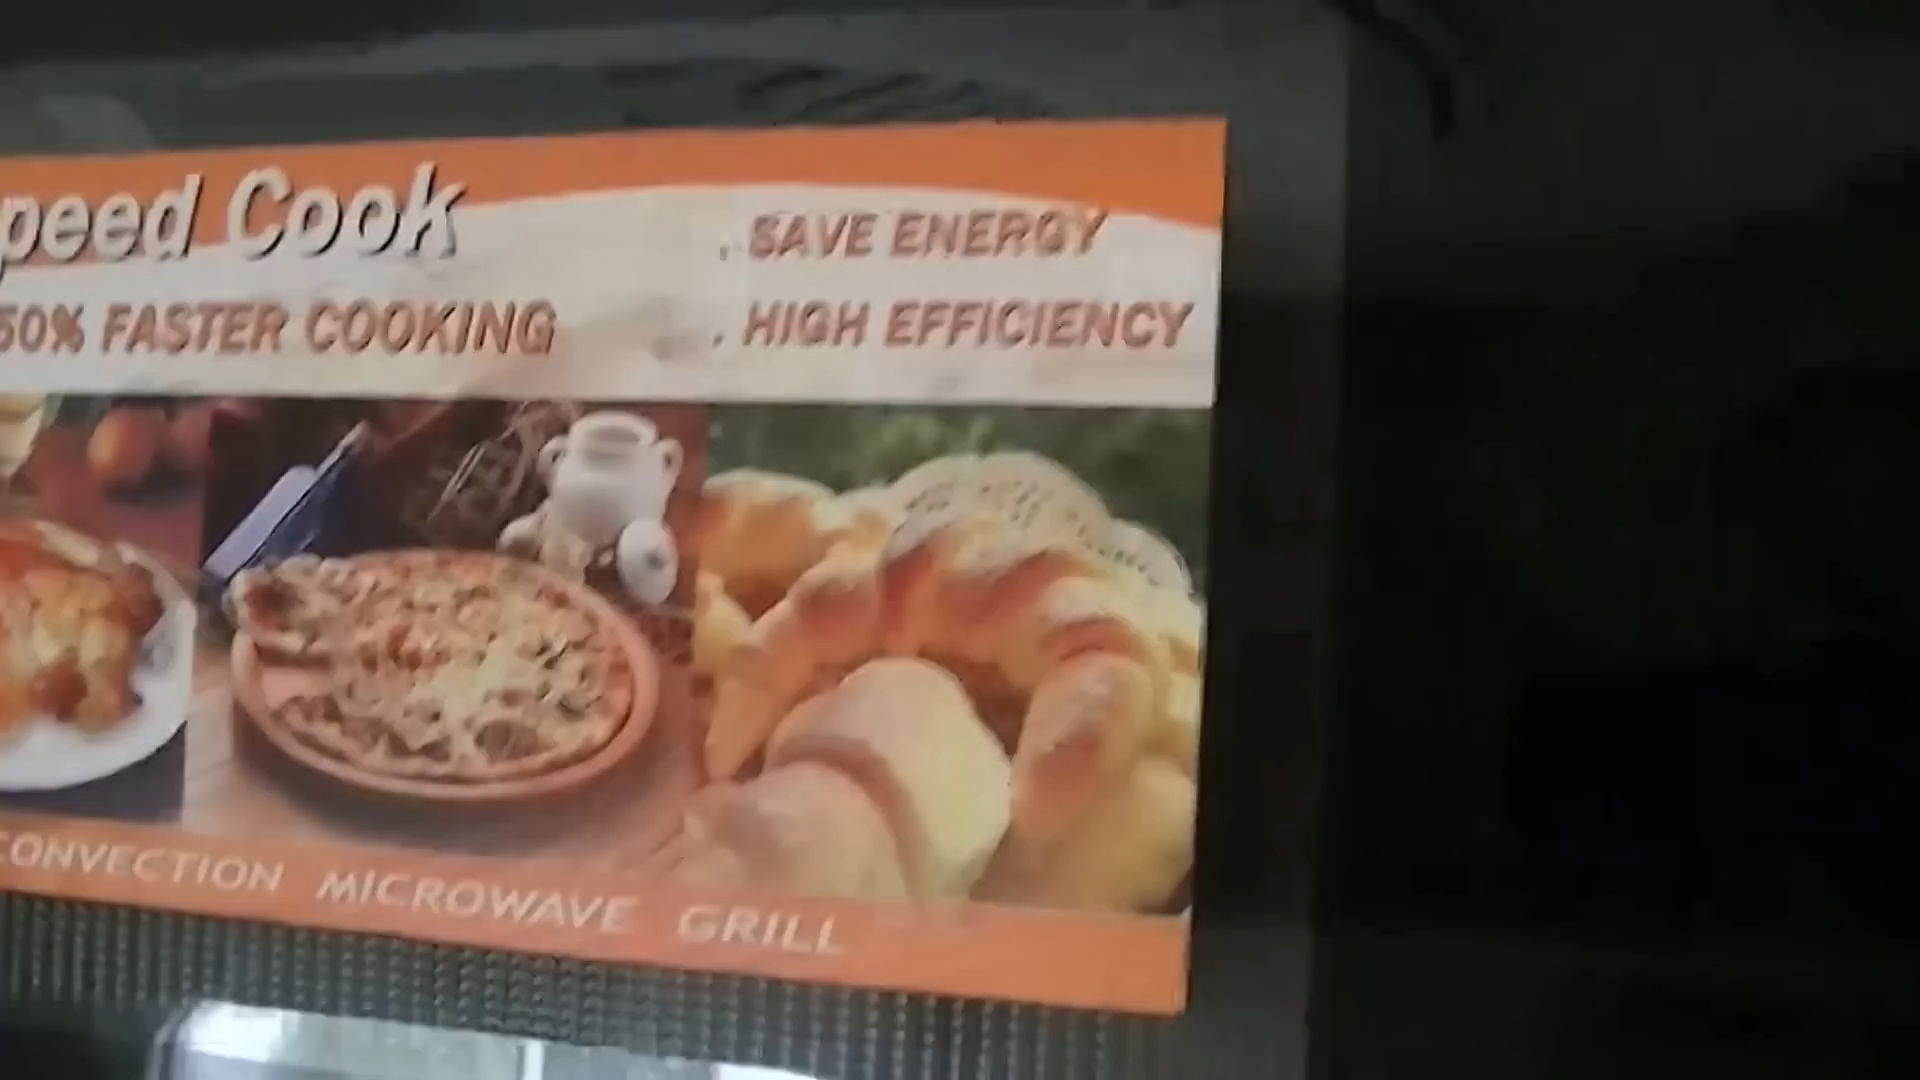 peed Cook
. SAVE ENERGY
50% FASTER COOKING
. HIGH EFFICIENCY
CONVECTION MICROWAVE GRILL